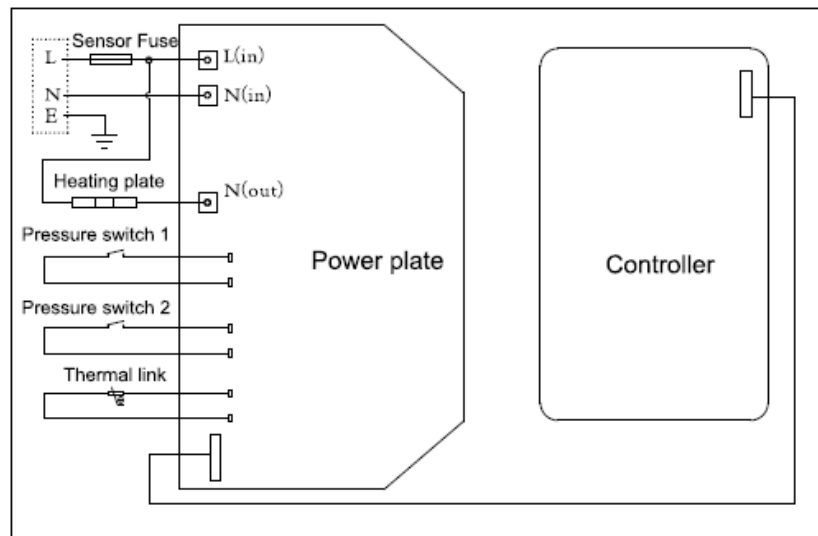 Sensor Fuse
L
L(in)
N
N(in)
E
Heating plate
N(out)
Pressure switch 1
Power plate
Controller
Pressure switch 2
Thermal link